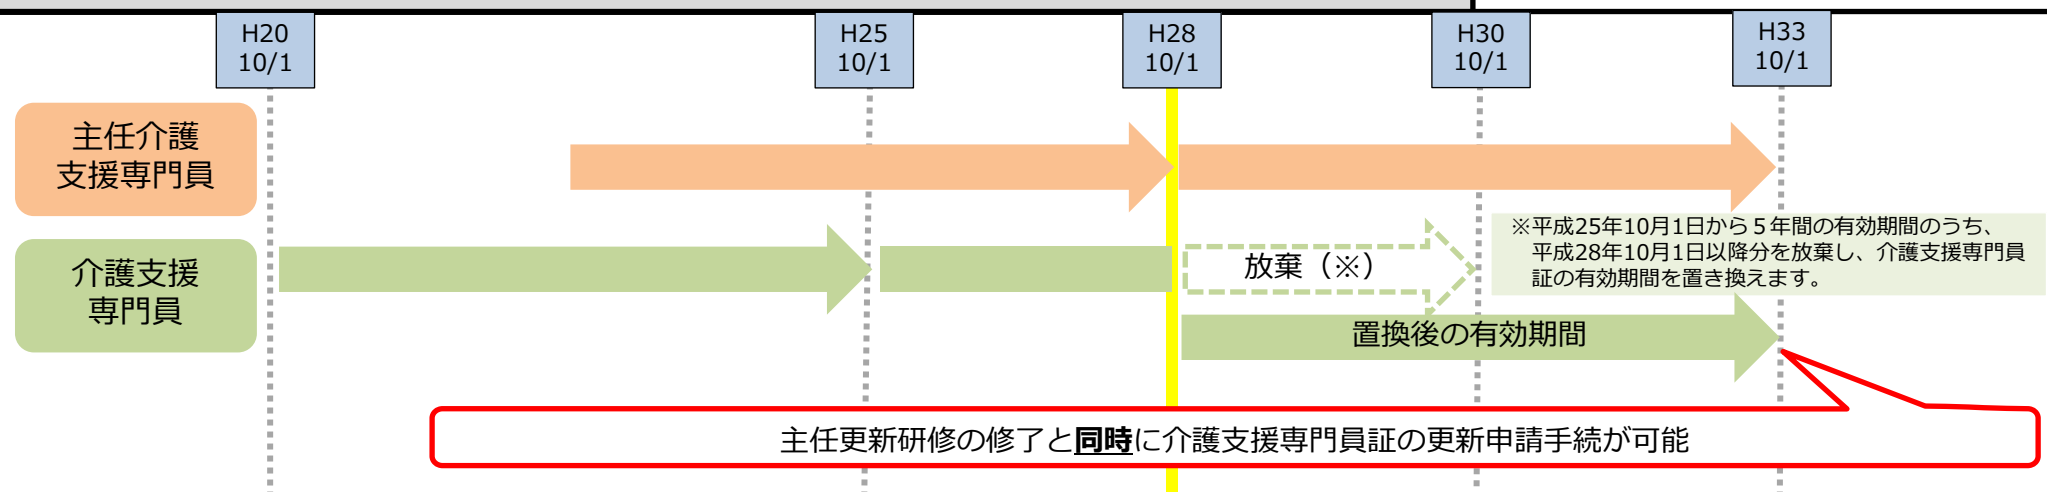 H20
10/1
H25
10/1
H28
10/1
H30
10/1
H33
10/1
主任介護
支援専門員
介護支援
専門員
放棄（※）
※平成25年10月1日から５年間の有効期間のうち、
平成28年10月1日以降分を放棄し、介護支援専門員
証の有効期間を置き換えます。
置換後の有効期間
主任更新研修の修了と同時に介護支援専門員証の更新申請手続が可能